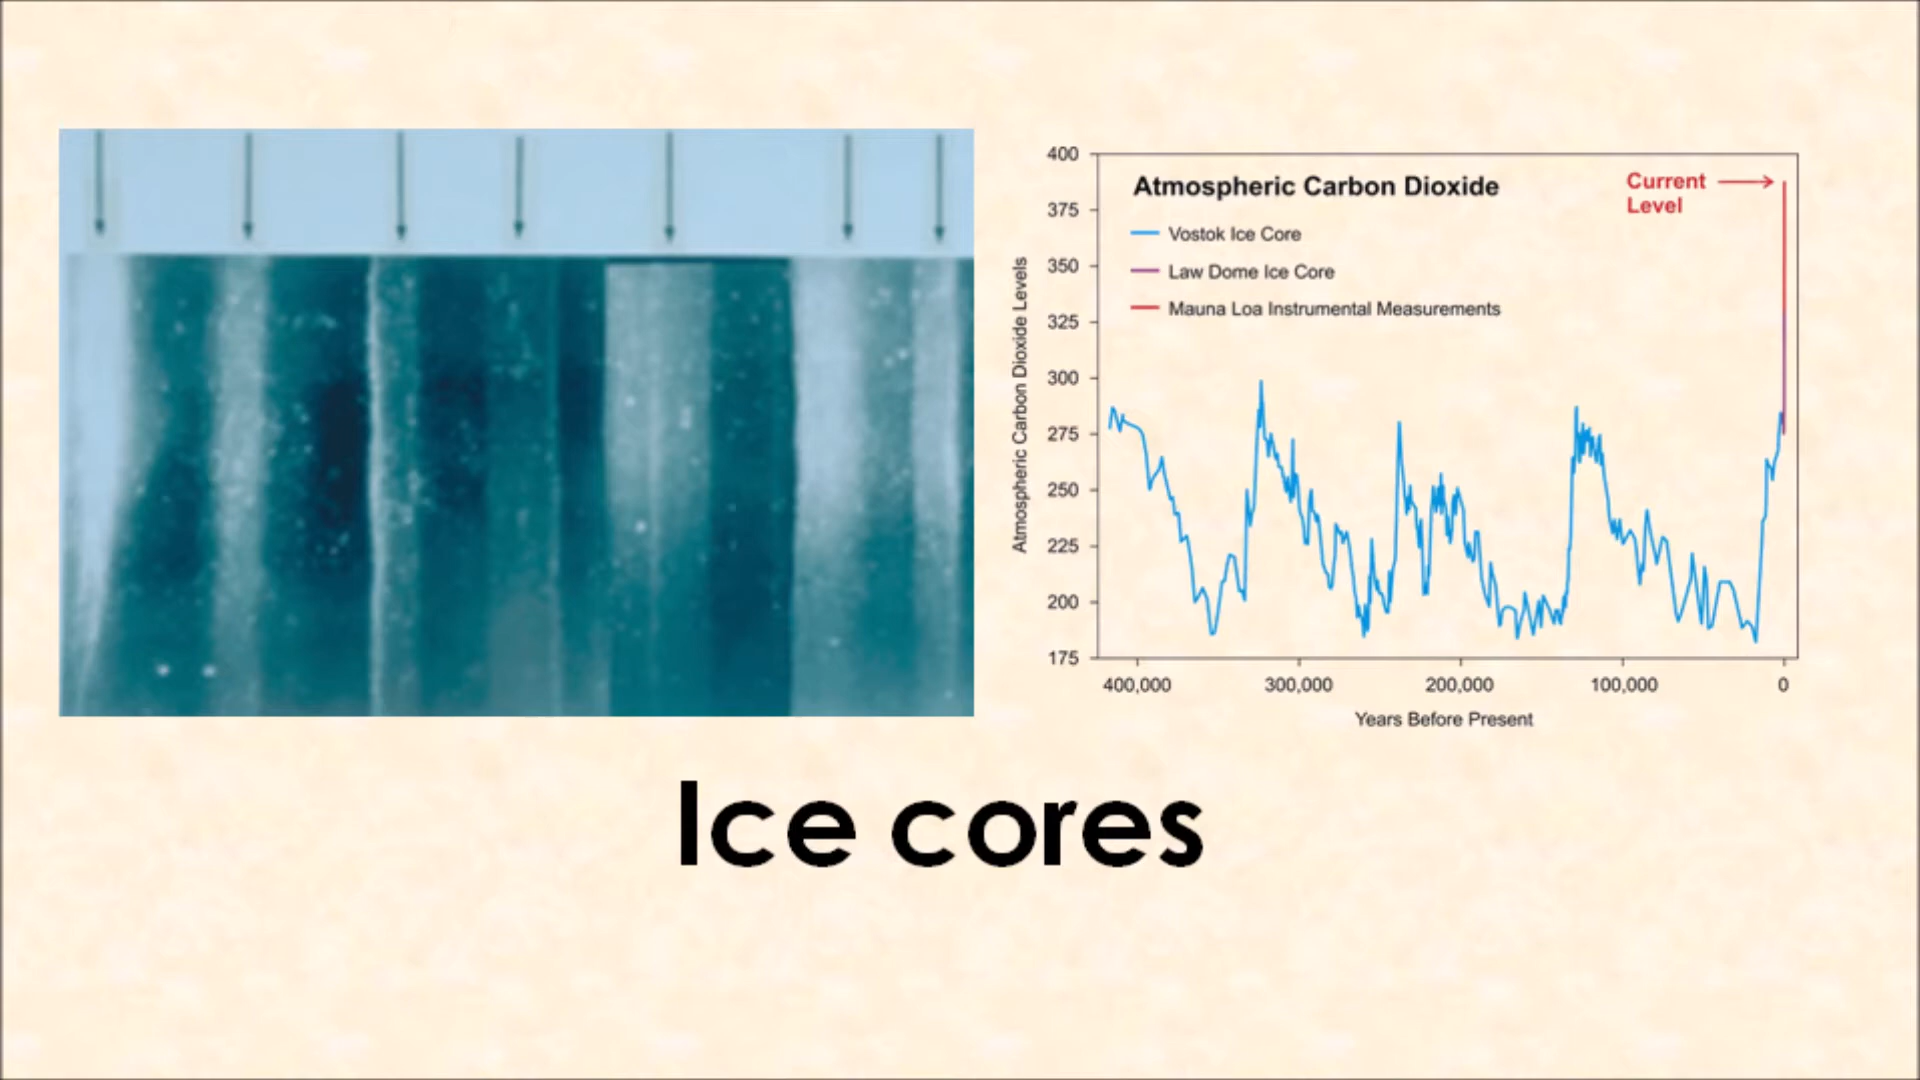 Atmospheric Carbon Dioxide
Vostok Ice Core
Law Dome Ice Core
Mauna Loa Instrumental Measurements
Current
Level
Atmospheric Carbon Dioxide Levels
400
375
350
325
300
275
250
225
200
175
400,000
300,000
200,000
100,000
0
Years Before Present
Ice cores